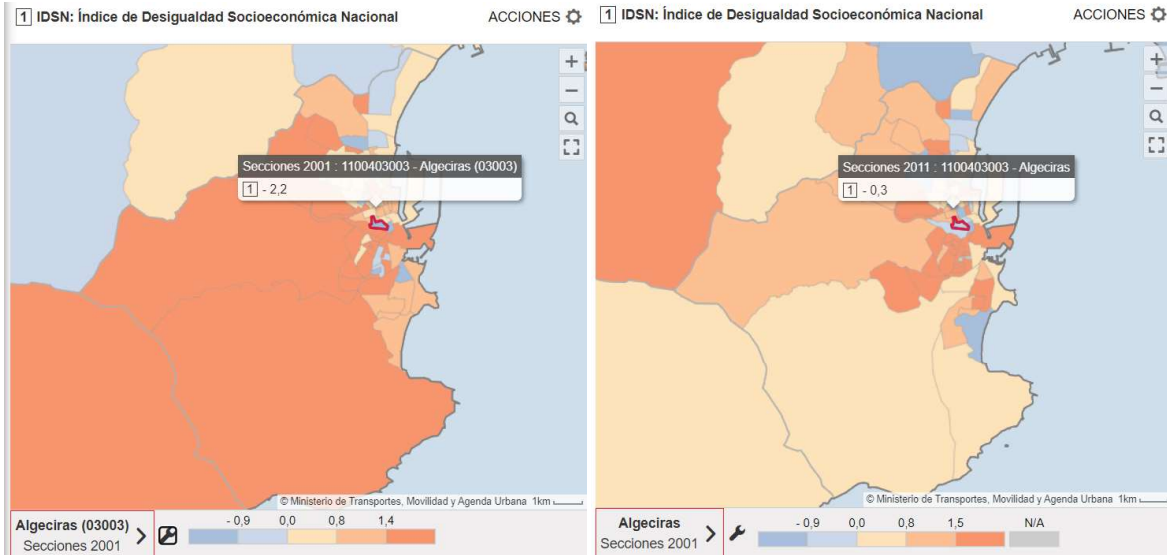 1 IDSN: Índice de Desigualdad Socioeconómica Nacional
ACCIONES
Secciones 2001 : 1100403003 - Algeciras (03003)
1 - 2,2
© Ministerio de Transportes, Movilidad y Agenda Urbana 1km
Algeciras (03003)
Secciones 2001
- 0,9 0,0 0,8 1,4
1 IDSN: Índice de Desigualdad Socioeconómica Nacional
ACCIONES
Secciones 2011 : 1100403003 - Algeciras
1 - 0,3
© Ministerio de Transportes, Movilidad y Agenda Urbana 1km
Algeciras
Secciones 2001
- 0,9 0,0 0,8 1,5 N/A